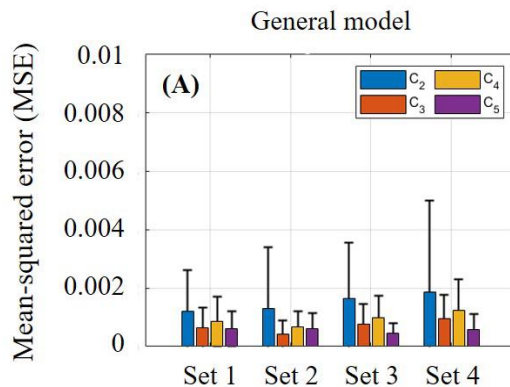 General model
Mean-squared error (MSE)
0.01
0.008
0.006
0.004
0.002
0
(A)
C₂ C₄
C₃ C₅
Set 1 Set 2 Set 3 Set 4